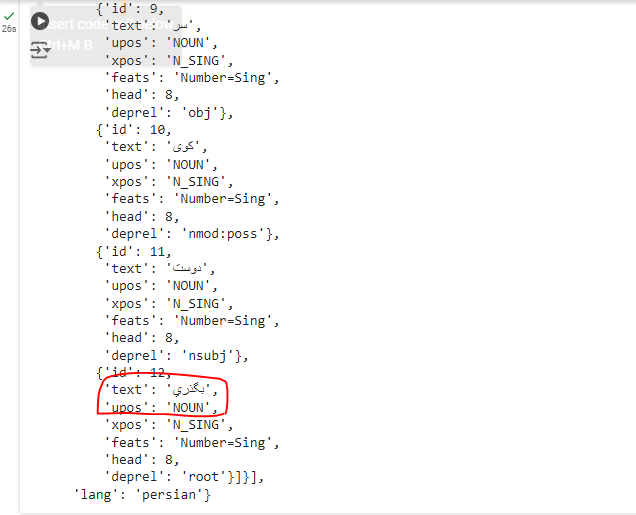 26s
{'id': 9,
'text': 'سر',
'upos': 'NOUN',
'xpos': 'N_SING',
'feats': 'Number=Sing',
'head': 8,
'deprel': 'obj'},
{'id': 10,
'text': 'کوی',
'upos': 'NOUN',
'xpos': 'N_SING',
'feats': 'Number=Sing',
'head': 8,
'deprel': 'nmod:poss'},
{'id': 11,
'text': 'دوست',
'upos': 'NOUN',
'xpos': 'N_SING',
'feats': 'Number=Sing',
'head': 8,
'deprel': 'nsubj'},
{'id': 12,
'text': 'بگذري',
'upos': 'NOUN',
'xpos': 'N_SING',
'feats': 'Number=Sing',
'head': 8,
'deprel': 'root'}]}],
'lang': 'persian'}